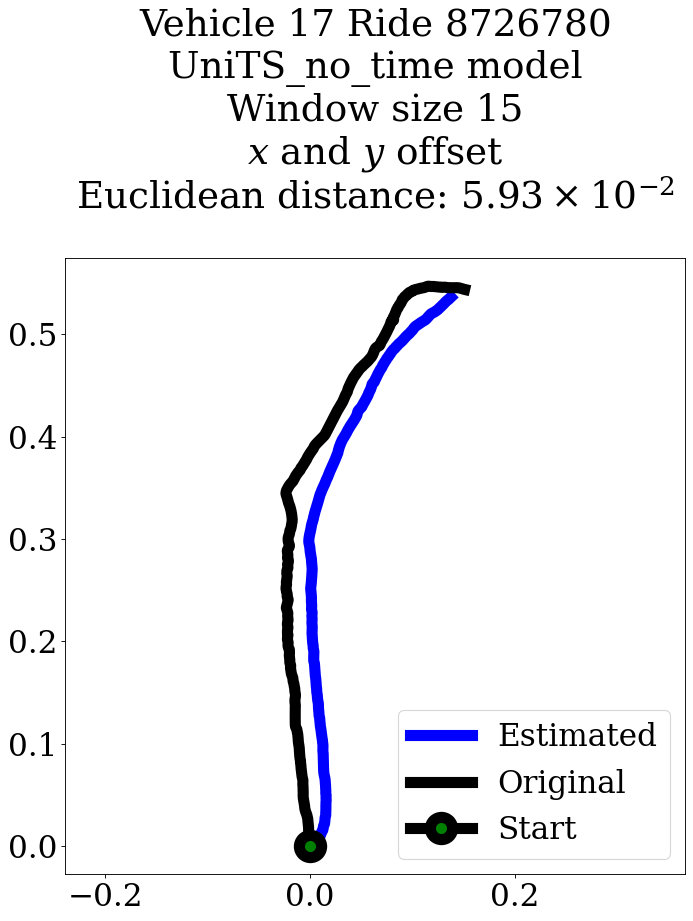 Vehicle 17 Ride 8726780
UniTS_no_time model
Window size 15
x and y offset
Euclidean distance: 5.93 × 10⁻²
0.5
0.4
0.3
0.2
0.1
0.0
−0.2 0.0 0.2
Estimated
Original
Start